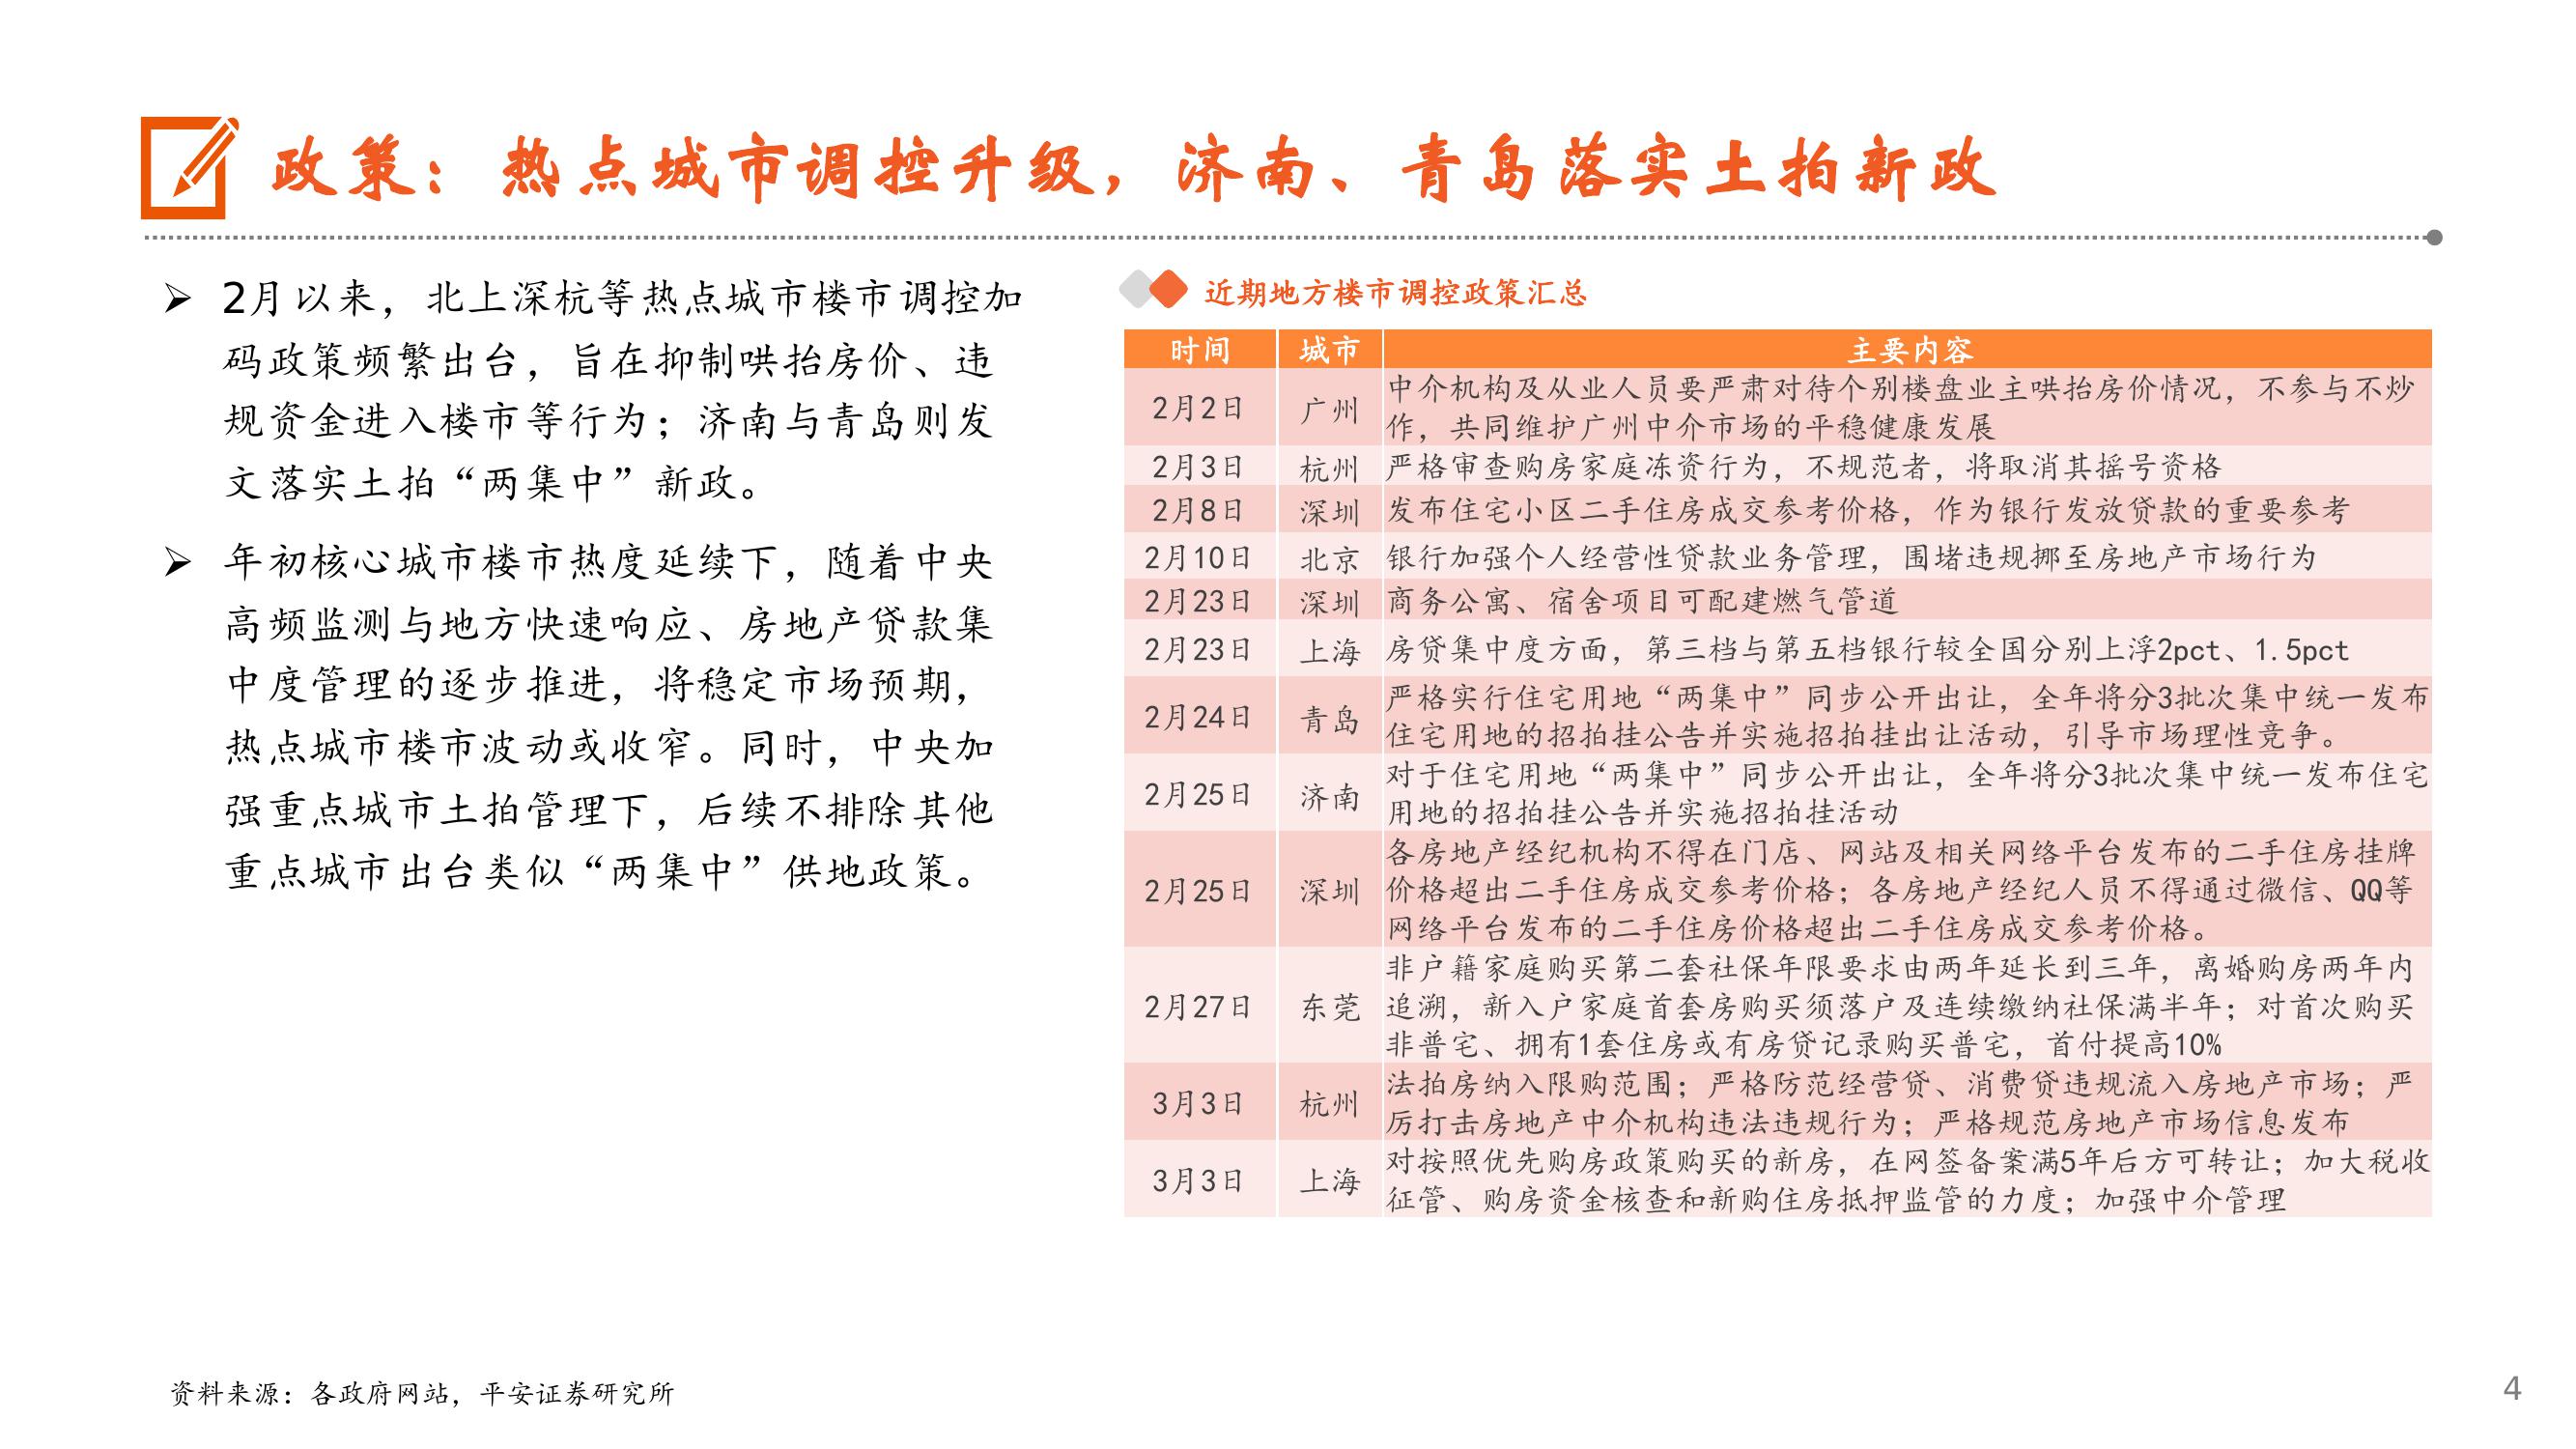 政策：热点城市调控升级，济南、青岛落实土拍新政
➢ 2月以来，北上深杭等热点城市楼市调控加
码政策频繁出台，旨在抑制哄抬房价、违
规资金进入楼市等行为；济南与青岛则发
文落实土拍“两集中”新政。
➢ 年初核心城市楼市热度延续下，随着中央
高频监测与地方快速响应、房地产贷款集
中度管理的逐步推进，将稳定市场预期，
热点城市楼市波动或收窄。同时，中央加
强重点城市土拍管理下，后续不排除其他
重点城市出台类似“两集中”供地政策。
近期地方楼市调控政策汇总
时间 城市 主要内容
2月2日 广州 中介机构及从业人员要严肃对待个别楼盘业主哄抬房价情况，不参与不炒
作，共同维护广州中介市场的平稳健康发展
2月3日 杭州 严格审查购房家庭冻资行为，不规范者，将取消其摇号资格
2月8日 深圳 发布住宅小区二手住房成交参考价格，作为银行发放贷款的重要参考
2月10日 北京 银行加强个人经营性贷款业务管理，围堵违规挪至房地产市场行为
2月23日 深圳 商务公寓、宿舍项目可配建燃气管道
2月23日 上海 房贷集中度方面，第三档与第五档银行较全国分别上浮2pct、1.5pct
2月24日 青岛 严格实行住宅用地“两集中”同步公开出让，全年将分3批次集中统一发布
住宅用地的招拍挂公告并实施招拍挂出让活动，引导市场理性竞争。
2月25日 济南 对于住宅用地“两集中”同步公开出让，全年将分3批次集中统一发布住宅
用地的招拍挂公告并实施招拍挂活动
2月25日 深圳 各房地产经纪机构不得在门店、网站及相关网络平台发布的二手住房挂牌
价格超出二手住房成交参考价格；各房地产经纪人员不得通过微信、QQ等
网络平台发布的二手住房价格超出二手住房成交参考价格。
2月27日 东莞 非户籍家庭购买第二套社保年限要求由两年延长到三年，离婚购房两年内
追溯，新入户家庭首套房购买须落户及连续缴纳社保满半年；对首次购买
非普宅、拥有1套住房或有房贷记录购买普宅，首付提高10%
3月3日 杭州 法拍房纳入限购范围；严格防范经营贷、消费贷违规流入房地产市场；严
厉打击房地产中介机构违法违规行为；严格规范房地产市场信息发布
3月3日 上海 对按照优先购房政策购买的新房，在网签备案满5年后方可转让；加大税收
征管、购房资金核查和新购住房抵押监管的力度；加强中介管理
资料来源：各政府网站，平安证券研究所
4